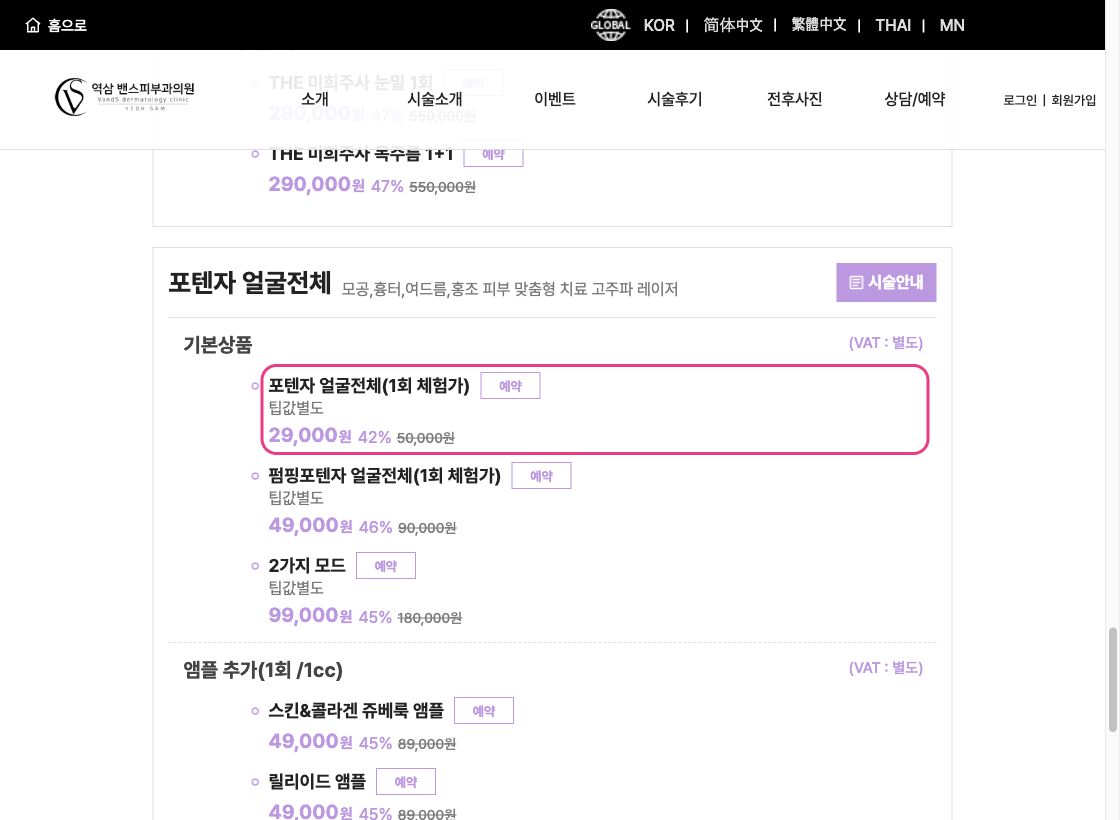 홈으로
GLOBAL KOR | 简体中文 | 繁體中文 | THAI | MN
THE 미희주사 눈밑 1회 예약
290,000원 47% 550,000원
역삼 밴스피부과의원
VandS dermatology clinic
YEOK SAM
소개 시술소개 이벤트 시술후기 전후사진 상담/예약 로그인 | 회원가입
THE 미희주사 목주름 1+1 예약
290,000원 47% 550,000원
포텐자 얼굴전체 모공,흉터,여드름,홍조 피부 맞춤형 치료 고주파 레이저 시술안내
기본상품 (VAT : 별도)
포텐자 얼굴전체(1회 체험가) 예약
팁값별도
29,000원 42% 50,000원
펌핑포텐자 얼굴전체(1회 체험가) 예약
팁값별도
49,000원 46% 90,000원
2가지 모드 예약
팁값별도
99,000원 45% 180,000원
앰플 추가(1회 /1cc) (VAT : 별도)
스킨&콜라겐 쥬베룩 앰플 예약
49,000원 45% 89,000원
릴리이드 앰플 예약
49,000원 45% 89,000원